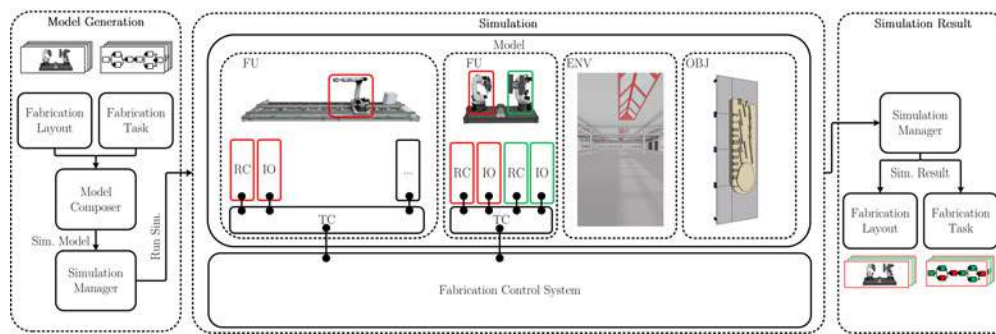 Model Generation
Fabrication
Layout
Fabrication
Task
Model
Composer
Sim. Model
Simulation
Manager
Run Sim.
Simulation
Model
FU
RC
IO
...
TC
FU
RC
IO
RC
IO
TC
ENV
OBJ
Fabrication Control System
Simulation Result
Simulation
Manager
Sim. Result
Fabrication
Layout
Fabrication
Task